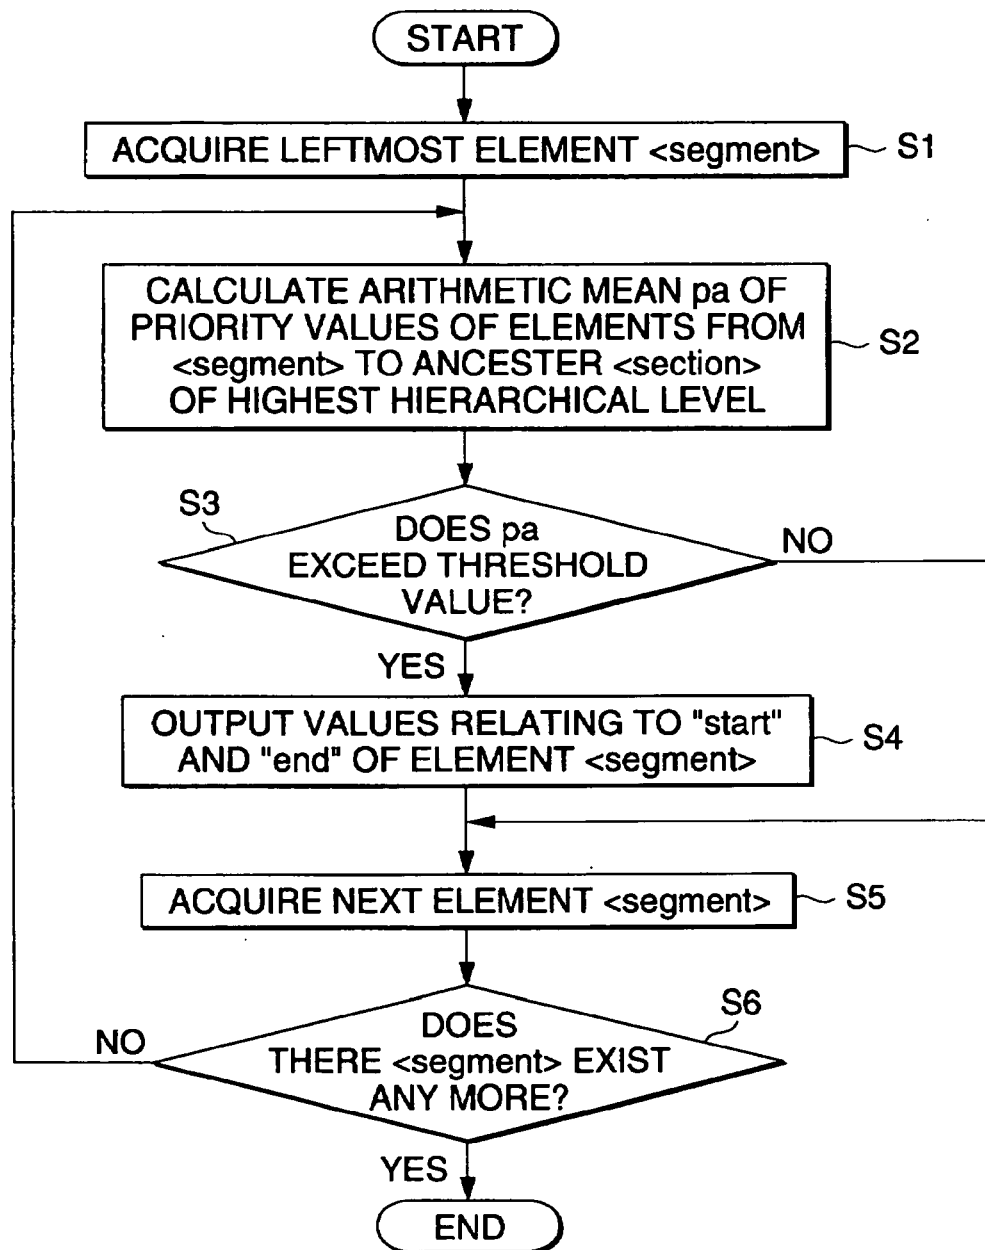 START
ACQUIRE LEFTMOST ELEMENT <segment>
S1
CALCULATE ARITHMETIC MEAN pa OF
PRIORITY VALUES OF ELEMENTS FROM
<segment> TO ANCESTER <section>
OF HIGHEST HIERARCHICAL LEVEL
S2
S3
DOES pa
EXCEED THRESHOLD
VALUE?
NO
YES
OUTPUT VALUES RELATING TO "start"
AND "end" OF ELEMENT <segment>
S4
ACQUIRE NEXT ELEMENT <segment>
S5
S6
DOES
THERE <segment> EXIST
ANY MORE?
NO
YES
END